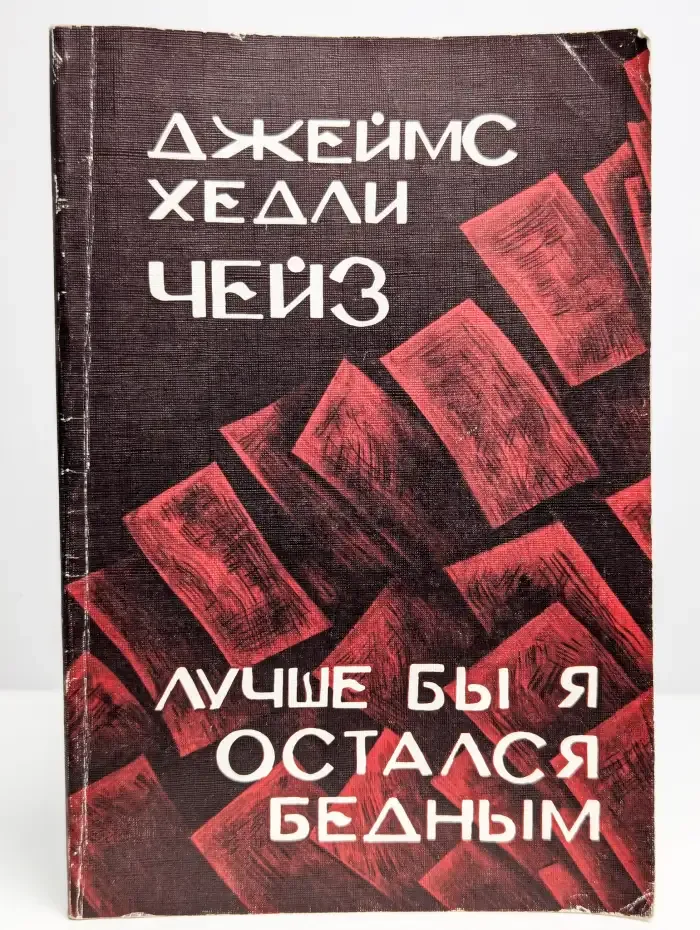 ДЖЕЙМС
ХЕДЛИ
ЧЕЙЗ
ЛУЧШЕ БЫ Я
ОСТАЛСЯ
БЕДНЫМ